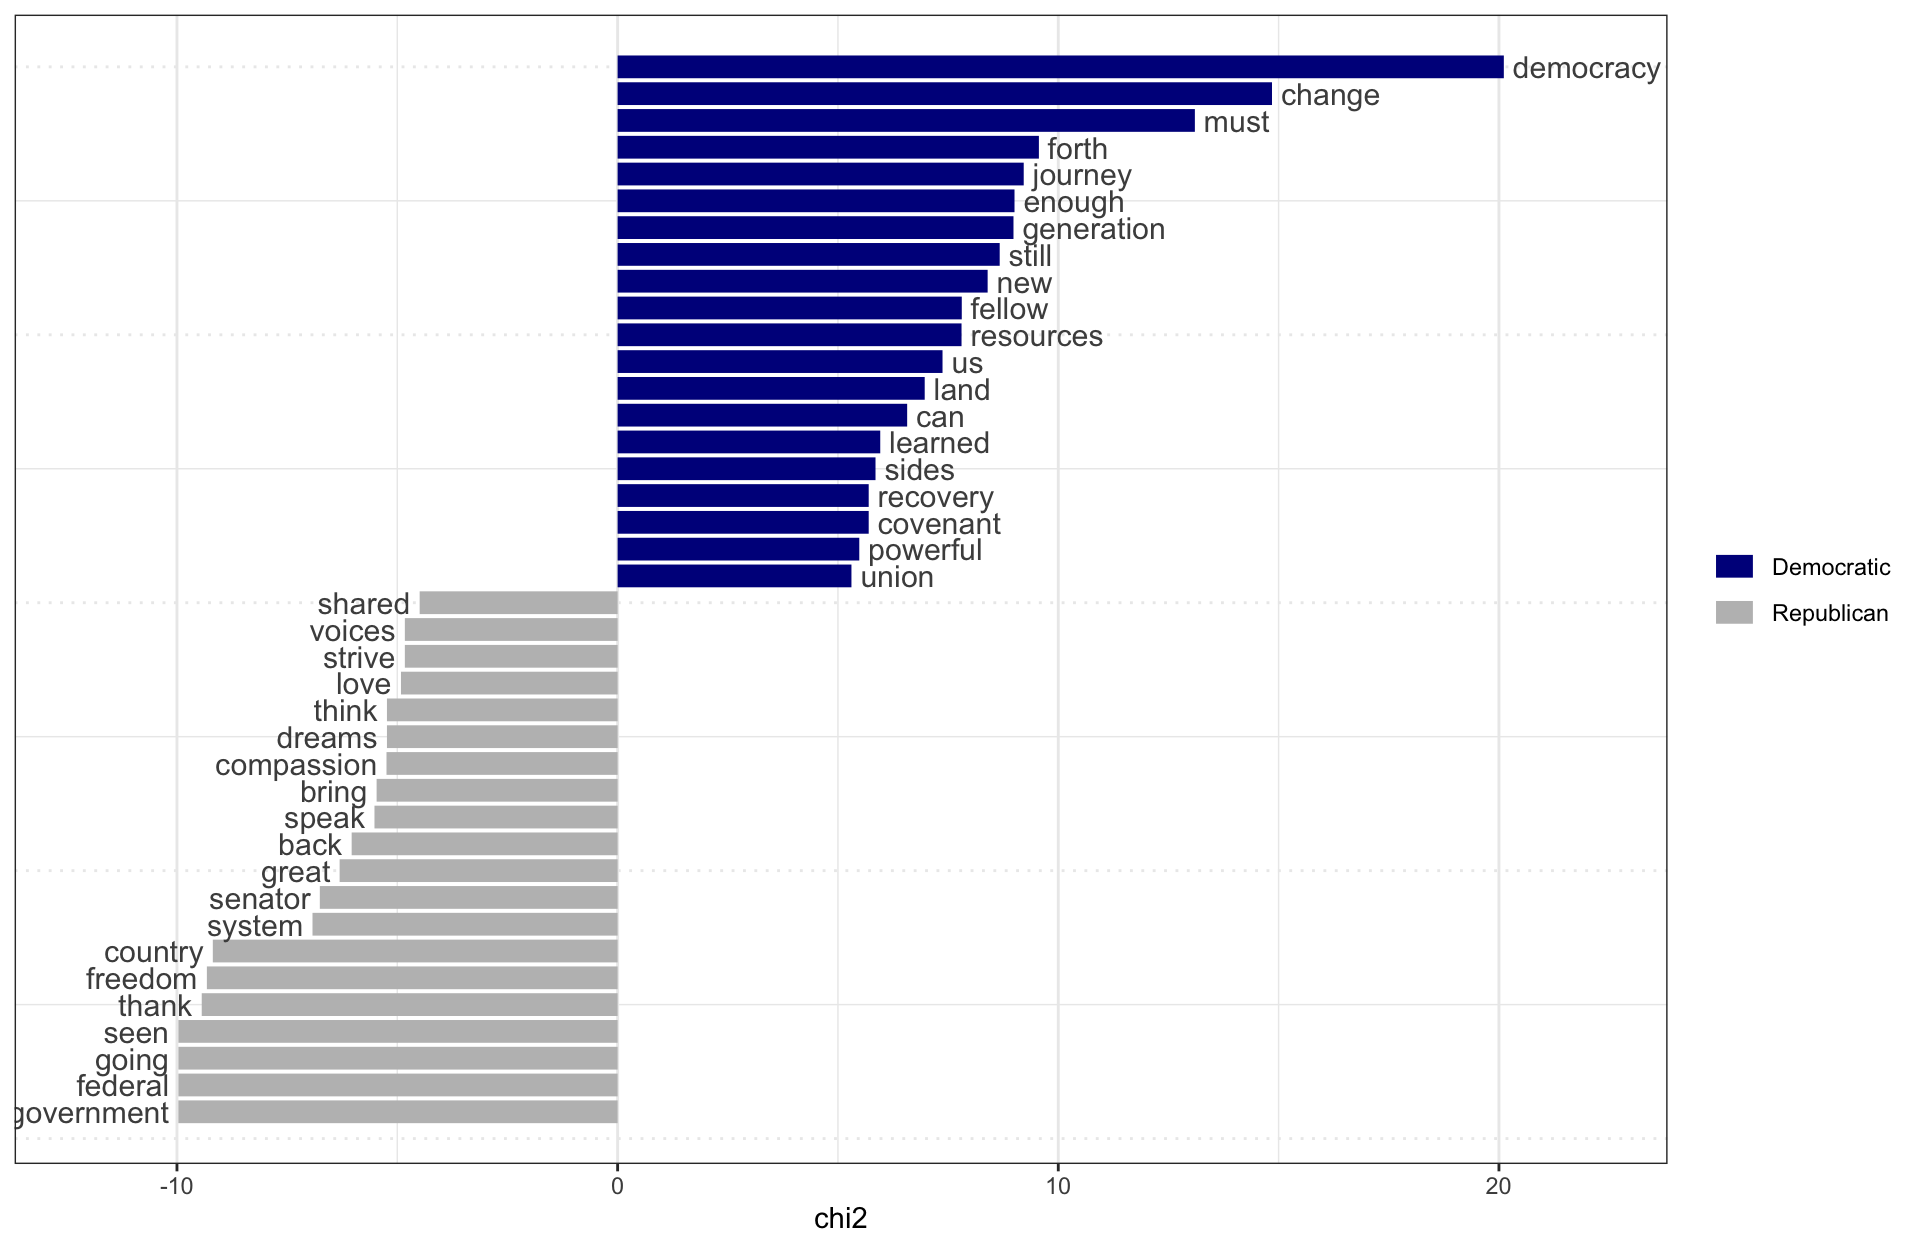 democracy
change
must
forth
journey
enough
generation
still
new
fellow
resources
us
land
can
learned
sides
recovery
covenant
powerful
union
shared
voices
strive
love
think
dreams
compassion
bring
speak
back
great
senator
system
country
freedom
thank
seen
going
federal
government
Democratic
Republican
-10 0 10 20
chi2